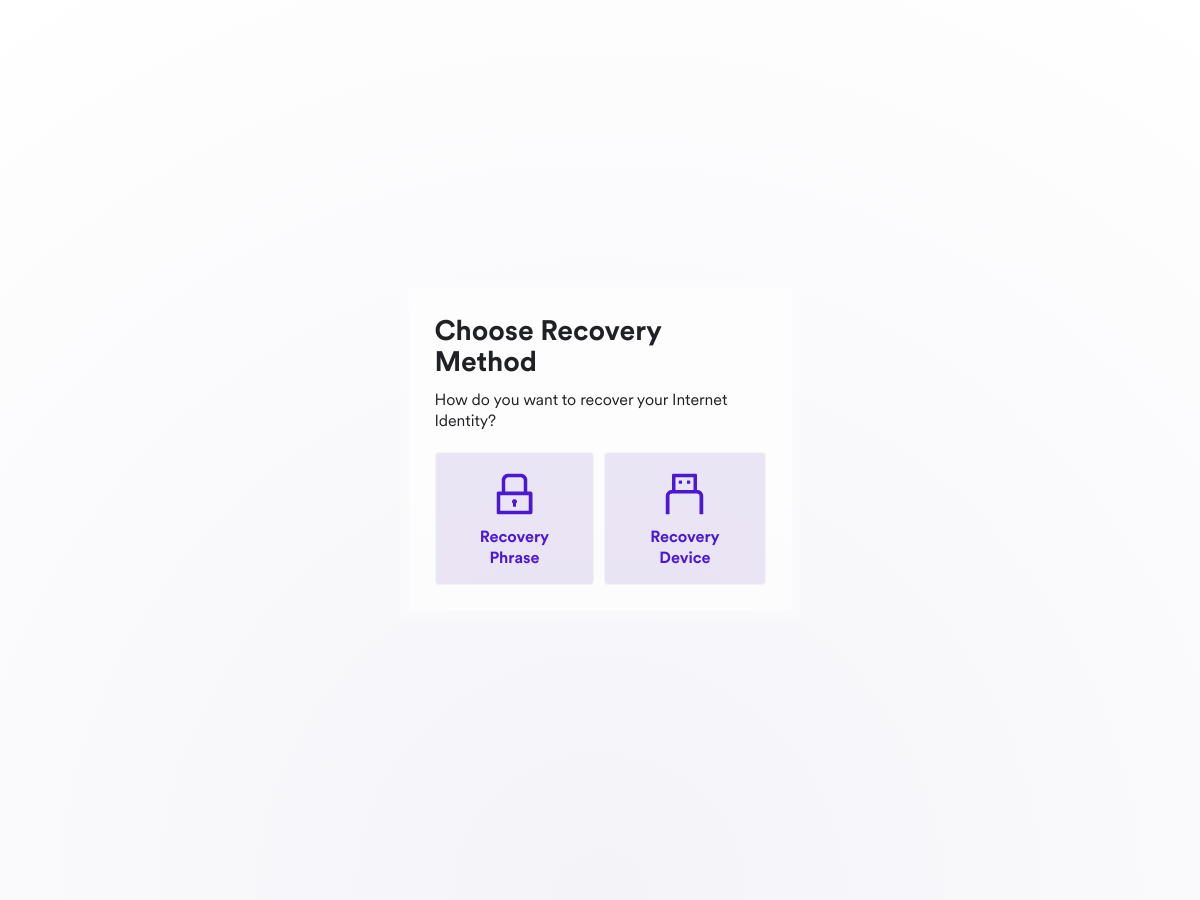 Choose Recovery
Method
How do you want to recover your Internet
Identity?
Recovery
Phrase
Recovery
Device